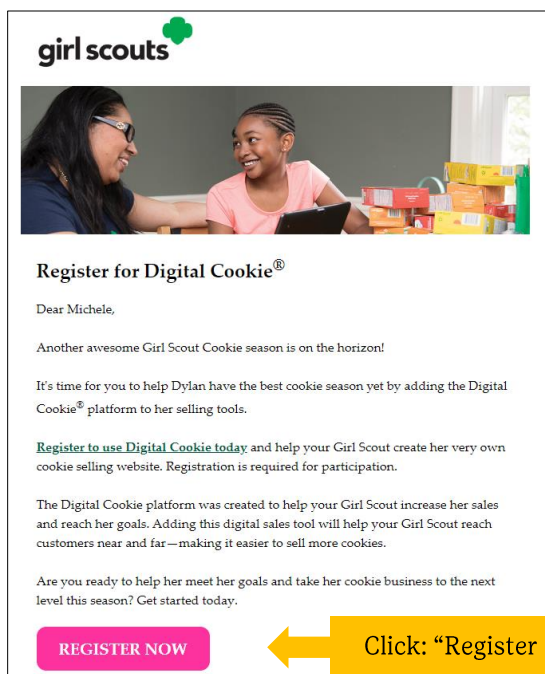 girl scouts
Register for Digital Cookie®
Dear Michele,
Another awesome Girl Scout Cookie season is on the horizon!
It's time for you to help Dylan have the best cookie season yet by adding the Digital
Cookie® platform to her selling tools.
Register to use Digital Cookie today and help your Girl Scout create her very own
cookie selling website. Registration is required for participation.
The Digital Cookie platform was created to help your Girl Scout increase her sales
and reach her goals. Adding this digital sales tool will help your Girl Scout reach
customers near and far—making it easier to sell more cookies.
Are you ready to help her meet her goals and take her cookie business to the next
level this season? Get started today.
REGISTER NOW
Click: “Register